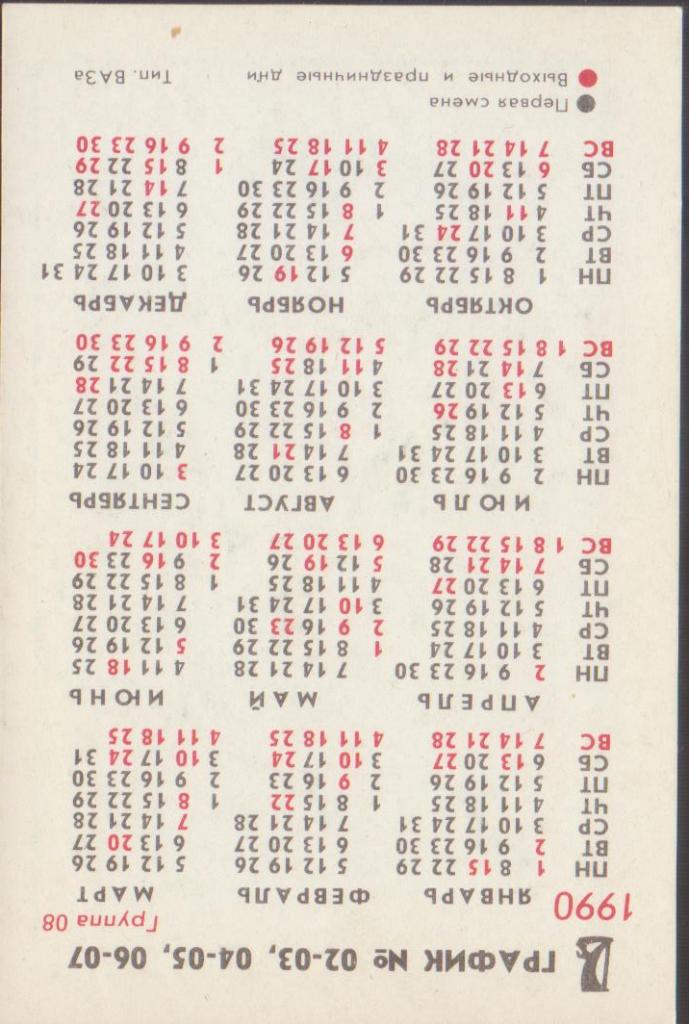 ГРАФИК № 02-03, 04-05, 06-07
Группа 08
1990
ЯНВАРЬ ФЕВРАЛЬ МАРТ
ПН 1 8 15 22 29 5 12 19 26 5 12 19 26
ВТ 2 9 16 23 30 6 13 20 27 6 13 20 27
СР 3 10 17 24 31 7 14 21 28 7 14 21 28
ЧТ 4 11 18 25 1 8 15 22 1 8 15 22 29
ПТ 5 12 19 26 2 9 16 23 2 9 16 23 30
СБ 6 13 20 27 3 10 17 24 3 10 17 24 31
ВС 7 14 21 28 4 11 18 25 4 11 18 25
АПРЕЛЬ МАЙ ИЮНЬ
ПН 2 9 16 23 30 7 14 21 28 4 11 18 25
ВТ 3 10 17 24 1 8 15 22 29 5 12 19 26
СР 4 11 18 25 2 9 16 23 30 6 13 20 27
ЧТ 5 12 19 26 3 10 17 24 31 7 14 21 28
ПТ 6 13 20 27 4 11 18 25 1 8 15 22 29
СБ 7 14 21 28 5 12 19 26 2 9 16 23 30
ВС 1 8 15 22 29 6 13 20 27 3 10 17 24
ИЮЛЬ АВГУСТ СЕНТЯБРЬ
ПН 2 9 16 23 30 6 13 20 27 3 10 17 24
ВТ 3 10 17 24 31 7 14 21 28 4 11 18 25
СР 4 11 18 25 1 8 15 22 29 5 12 19 26
ЧТ 5 12 19 26 2 9 16 23 30 6 13 20 27
ПТ 6 13 20 27 3 10 17 24 31 7 14 21 28
СБ 7 14 21 28 4 11 18 25 1 8 15 22 29
ВС 1 8 15 22 29 5 12 19 26 2 9 16 23 30
ОКТЯБРЬ НОЯБРЬ ДЕКАБРЬ
ПН 1 8 15 22 29 5 12 19 26 3 10 17 24 31
ВТ 2 9 16 23 30 6 13 20 27 4 11 18 25
СР 3 10 17 24 31 7 14 21 28 5 12 19 26
ЧТ 4 11 18 25 1 8 15 22 29 6 13 20 27
ПТ 5 12 19 26 2 9 16 23 30 7 14 21 28
СБ 6 13 20 27 3 10 17 24 1 8 15 22 29
ВС 7 14 21 28 4 11 18 25 2 9 16 23 30
Первая смена
Выходные и праздничные дни Тип. ВАЗа